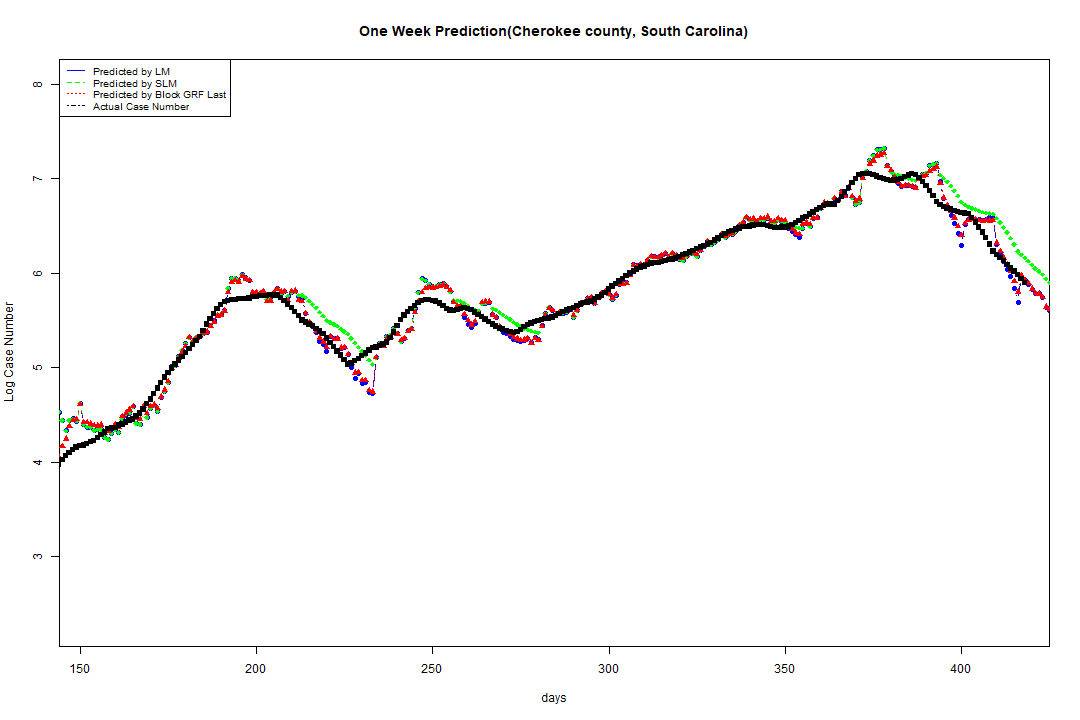 One Week Prediction(Cherokee county, South Carolina)
Predicted by LM
Predicted by SLM
Predicted by Block GRF Last
Actual Case Number
8
7
6
5
4
3
Log Case Number
150 200 250 300 350 400
days